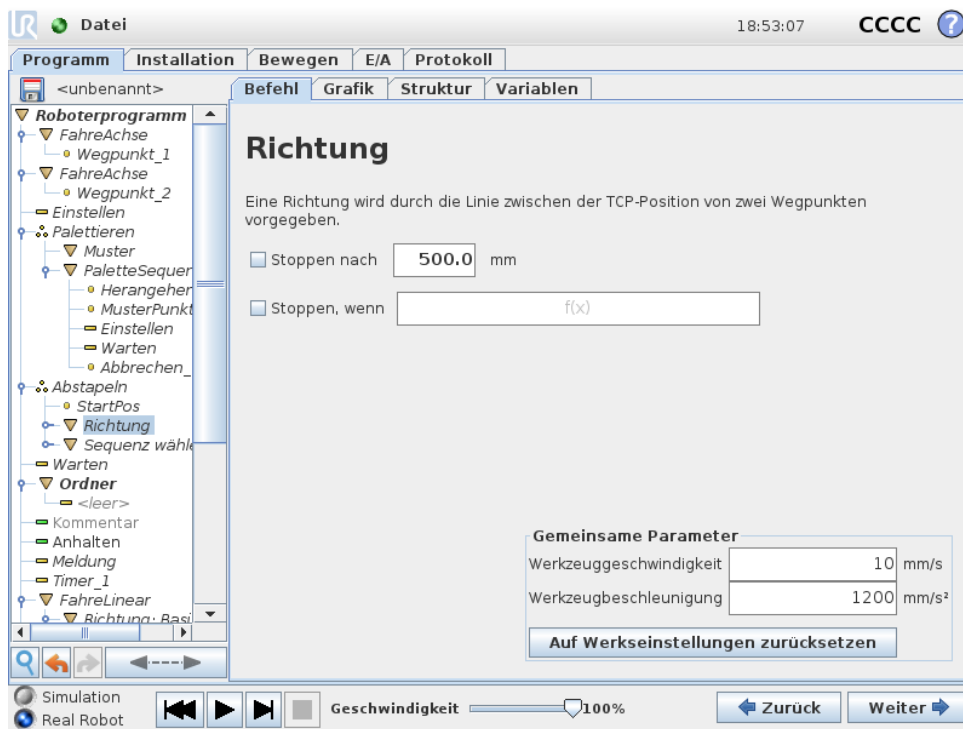 UR Datei 18:53:07 CCCC ?
Programm Installation Bewegen E/A Protokoll
<unbenannt> Befehl Grafik Struktur Variablen
Roboterprogramm
FahreAchse
Wegpunkt_1
FahreAchse
Wegpunkt_2
Einstellen
Palettieren
Muster
PaletteSequer
Heranghehen
MusterPunkt
Einstellen
Warten
Abbrechen_
Abstapeln
StartPos
Richtung
Sequenz wähle
Warten
Ordner
<leer>
Kommentar
Anhalten
Meldung
Timer_1
FahreLinear
Richtung: Basi
Richtung
Eine Richtung wird durch die Linie zwischen der TCP-Position von zwei Wegpunkten
vorgegeben.
Stoppen nach 500.0 mm
Stoppen, wenn f(x)
Gemeinsame Parameter
Werkzeuggeschwindigkeit 10 mm/s
Werkzeugbeschleunigung 1200 mm/s²
Auf Werkseinstellungen zurücksetzen
Simulation
Real Robot
Geschwindigkeit 100%
Zurück Weiter